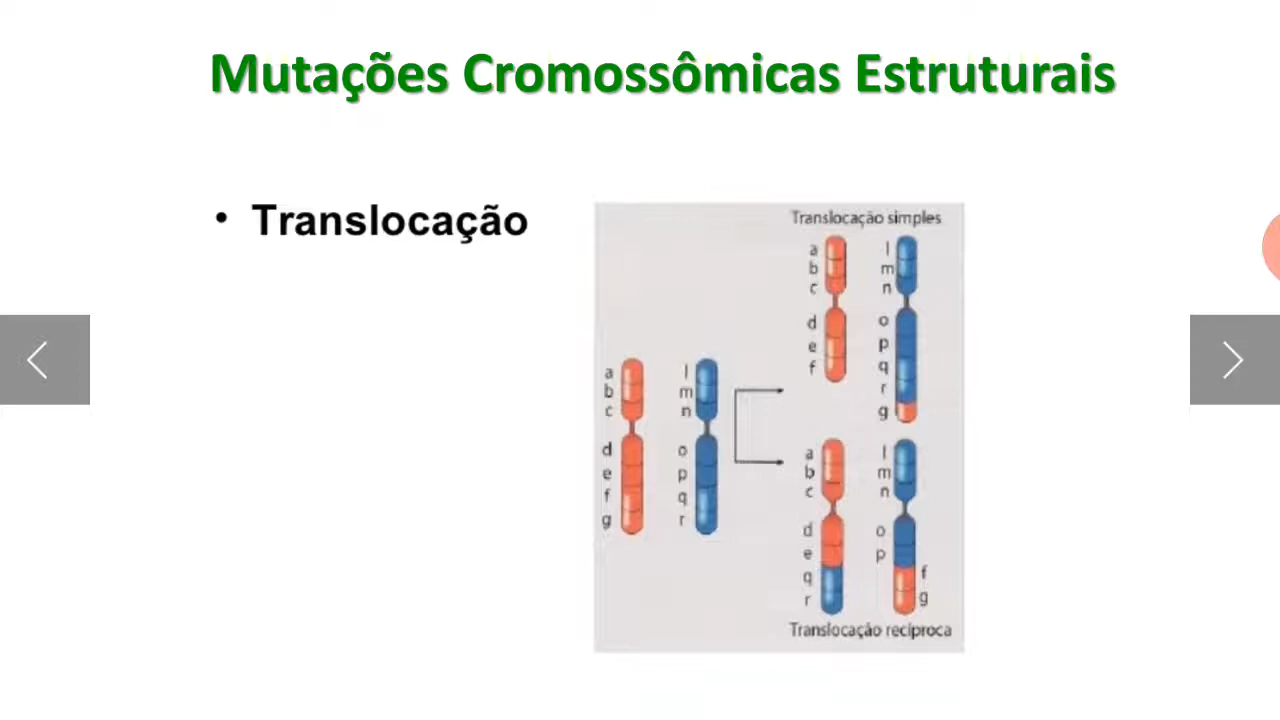 Mutações Cromossômicas Estruturais
• Translocação
Translocação simples
a
b
c
d
e
f
l
m
n
o
p
q
r
g
a
b
c
d
e
f
g
l
m
n
o
p
q
r
a
b
c
d
e
q
r
l
m
n
o
p
f
g
Translocação recíproca